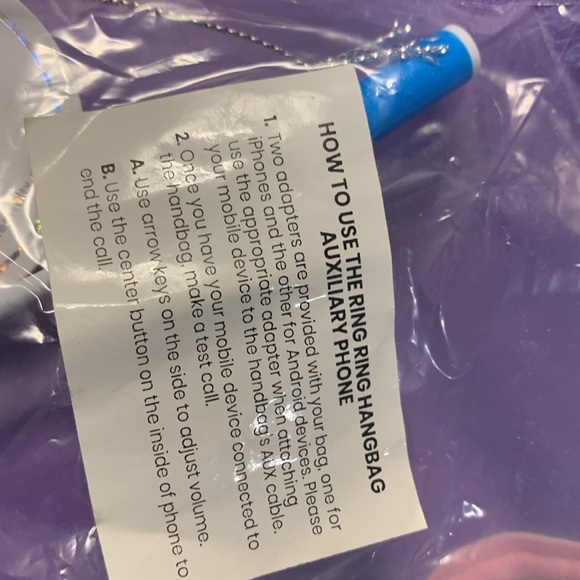 HOW TO USE THE RING RING HANGBAG
AUXILIARY PHONE
1. Two adapters are provided with your bag, one for
iPhones and the other for Android devices. Please
use the appropriate adapter when attaching
your mobile device to the handbag's AUX cable.
2. Once you have your mobile device connected to
the handbag, make a test call.
A. Use arrow keys on the side to adjust volume.
B. Use the center button on the inside of phone to
end the call.